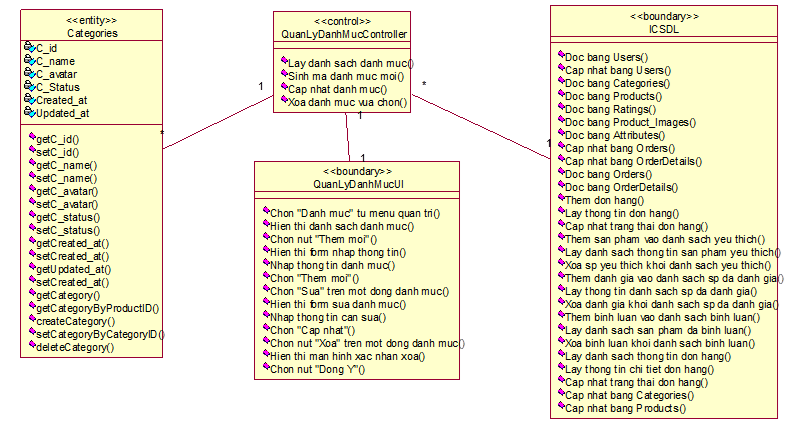 <<entity>>
Categories
C_id
C_name
C_avatar
C_Status
Created_at
Updated_at
getC_id()
setC_id()
getC_name()
setC_name()
getC_avatar()
setC_avatar()
getC_status()
setC_status()
getCreated_at()
setCreated_at()
getUpdated_at()
setCreated_at()
getCategory()
getCategoryByProductID()
createCategory()
setCategoryByCategoryID()
deleteCategory()
*
1
<<control>>
QuanLyDanhMucController
Lay danh sach danh muc()
Sinh ma danh muc moi()
Cap nhat danh muc()
Xoa danh muc vua chon()
1
1
<<boundary>>
QuanLyDanhMucUI
Chon "Danh muc" tu menu quan tri()
Hien thi danh sach danh muc()
Chon nut "Them moi"()
Hien thi form nhap thong tin()
Nhap thong tin danh muc()
Chon "Them moi"()
Chon "Sua" tren mot dong danh muc()
Hien thi form sua danh muc()
Nhap thong tin can sua()
Chon "Cap nhat"()
Chon nut "Xoa" tren mot dong danh muc()
Hien thi man hinh xac nhan xoa()
Chon nut "Dong Y"()
*
1
<<boundary>>
ICSDL
Doc bang Users()
Cap nhat bang Users()
Doc bang Categories()
Doc bang Products()
Doc bang Ratings()
Doc bang Product_Images()
Doc bang Attributes()
Cap nhat bang Orders()
Cap nhat bang OrderDetails()
Doc bang Orders()
Doc bang OrderDetails()
Them don hang()
Lay thong tin don hang()
Cap nhat trang thai don hang()
Them san pham vao danh sach yeu thich()
Lay danh sach thong tin san pham yeu thich()
Xoa sp yeu thich khoi danh sach yeu thich()
Them danh gia vao danh sach sp da danh gia()
Lay thong tin danh sach sp da danh gia()
Xoa danh gia khoi danh sach sp da danh gia()
Them binh luan vao danh sach binh luan()
Lay danh sach san pham da binh luan()
Xoa binh luan khoi danh sach binh luan()
Lay danh sach thong tin don hang()
Lay thong tin chi tiet don hang()
Cap nhat trang thai don hang()
Cap nhat bang Categories()
Cap nhat bang Products()